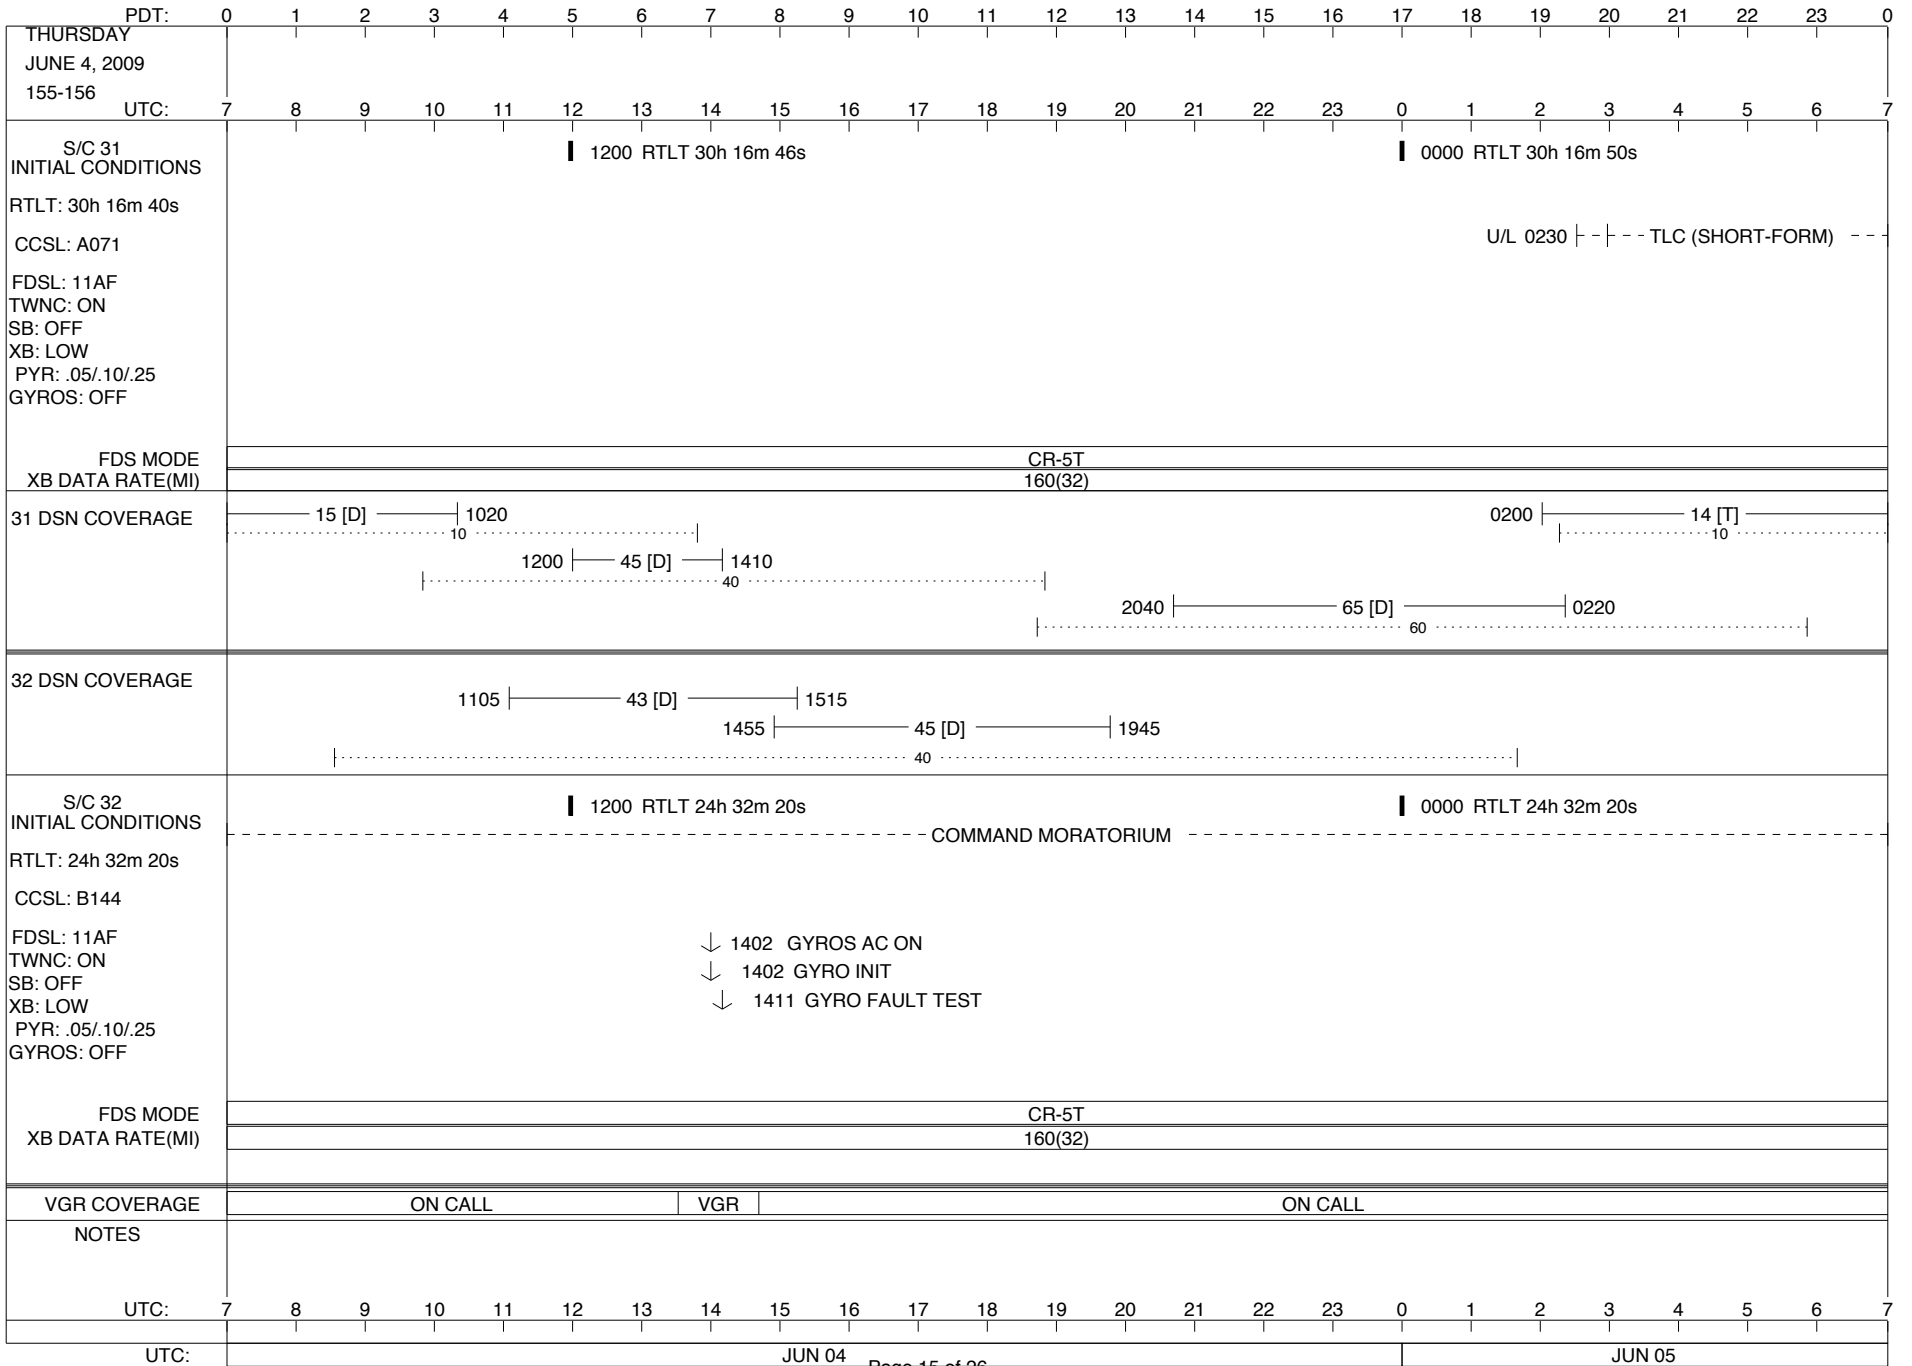 PDT: 0 1 2 3 4 5 6 7 8 9 10 11 12 13 14 15 16 17 18 19 20 21 22 23 0
THURSDAY
JUNE 4, 2009
155-156
UTC: 7 8 9 10 11 12 13 14 15 16 17 18 19 20 21 22 23 0 1 2 3 4 5 6 7
S/C 31
INITIAL CONDITIONS
1200 RTLT 30h 16m 46s
0000 RTLT 30h 16m 50s
RTLT: 30h 16m 40s
U/L 0230 TLC (SHORT-FORM)
CCSL: A071
FDSL: 11AF
TWNC: ON
SB: OFF
XB: LOW
PYR: .05/.10/.25
GYROS: OFF
FDS MODE CR-5T
XB DATA RATE(MI) 160(32)
31 DSN COVERAGE 15 [D] 1020 0200 14 [T]
10 10
1200 45 [D] 1410
40
2040 65 [D] 0220
60
32 DSN COVERAGE
1105 43 [D] 1515
1455 45 [D] 1945
40
S/C 32
INITIAL CONDITIONS
1200 RTLT 24h 32m 20s
0000 RTLT 24h 32m 20s
COMMAND MORATORIUM
RTLT: 24h 32m 20s
CCSL: B144
FDSL: 11AF
TWNC: ON
SB: OFF
XB: LOW
PYR: .05/.10/.25
GYROS: OFF
1402 GYROS AC ON
1402 GYRO INIT
1411 GYRO FAULT TEST
FDS MODE CR-5T
XB DATA RATE(MI) 160(32)
VGR COVERAGE ON CALL VGR ON CALL
NOTES
UTC: 7 8 9 10 11 12 13 14 15 16 17 18 19 20 21 22 23 0 1 2 3 4 5 6 7
UTC: JUN 04 JUN 05
Page 15 of 26